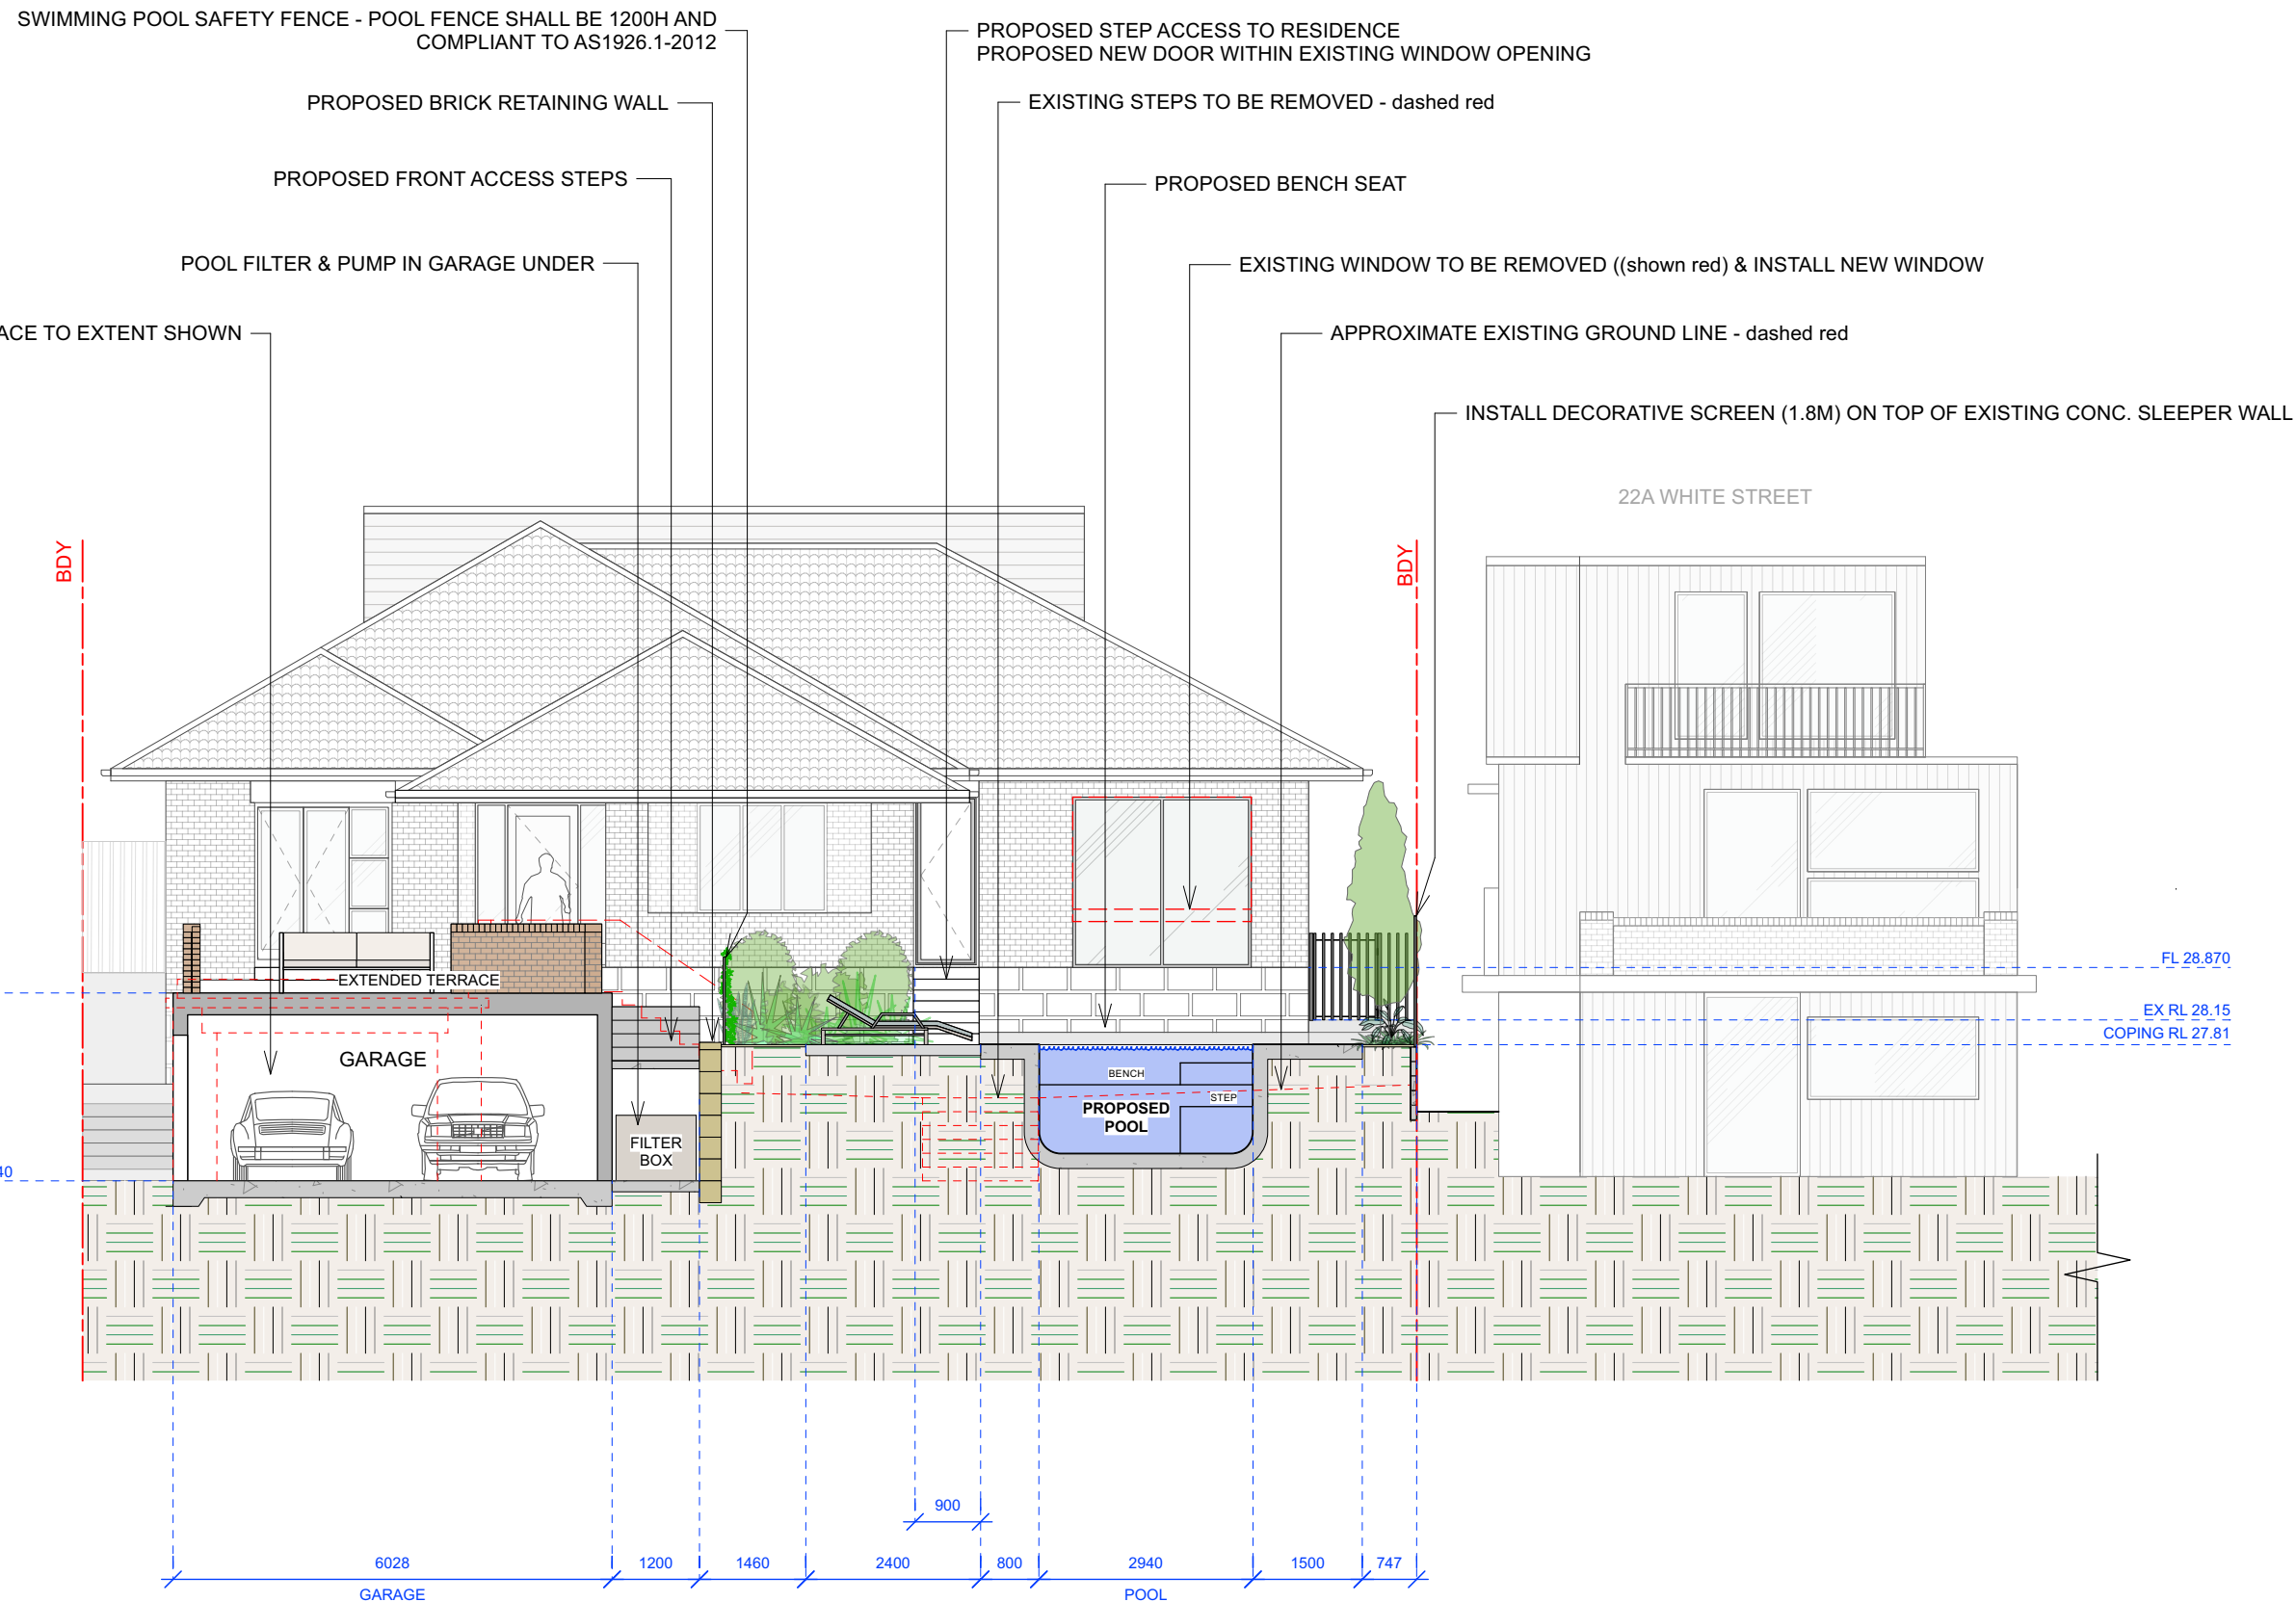 SWIMMING POOL SAFETY FENCE - POOL FENCE SHALL BE 1200H AND
COMPLIANT TO AS1926.1-2012
PROPOSED STEP ACCESS TO RESIDENCE
PROPOSED NEW DOOR WITHIN EXISTING WINDOW OPENING
PROPOSED BRICK RETAINING WALL
EXISTING STEPS TO BE REMOVED - dashed red
PROPOSED FRONT ACCESS STEPS
PROPOSED BENCH SEAT
POOL FILTER & PUMP IN GARAGE UNDER
EXISTING WINDOW TO BE REMOVED ((shown red) & INSTALL NEW WINDOW
ACE TO EXTENT SHOWN
APPROXIMATE EXISTING GROUND LINE - dashed red
INSTALL DECORATIVE SCREEN (1.8M) ON TOP OF EXISTING CONC. SLEEPER WALL
22A WHITE STREET
BDY
BDY
FL 28.870
EXTENDED TERRACE
EX RL 28.15
COPING RL 27.81
GARAGE
BENCH
STEP
PROPOSED
POOL
FILTER
BOX
40
900
6028
1200
1460
2400
800
2940
1500
747
GARAGE
POOL